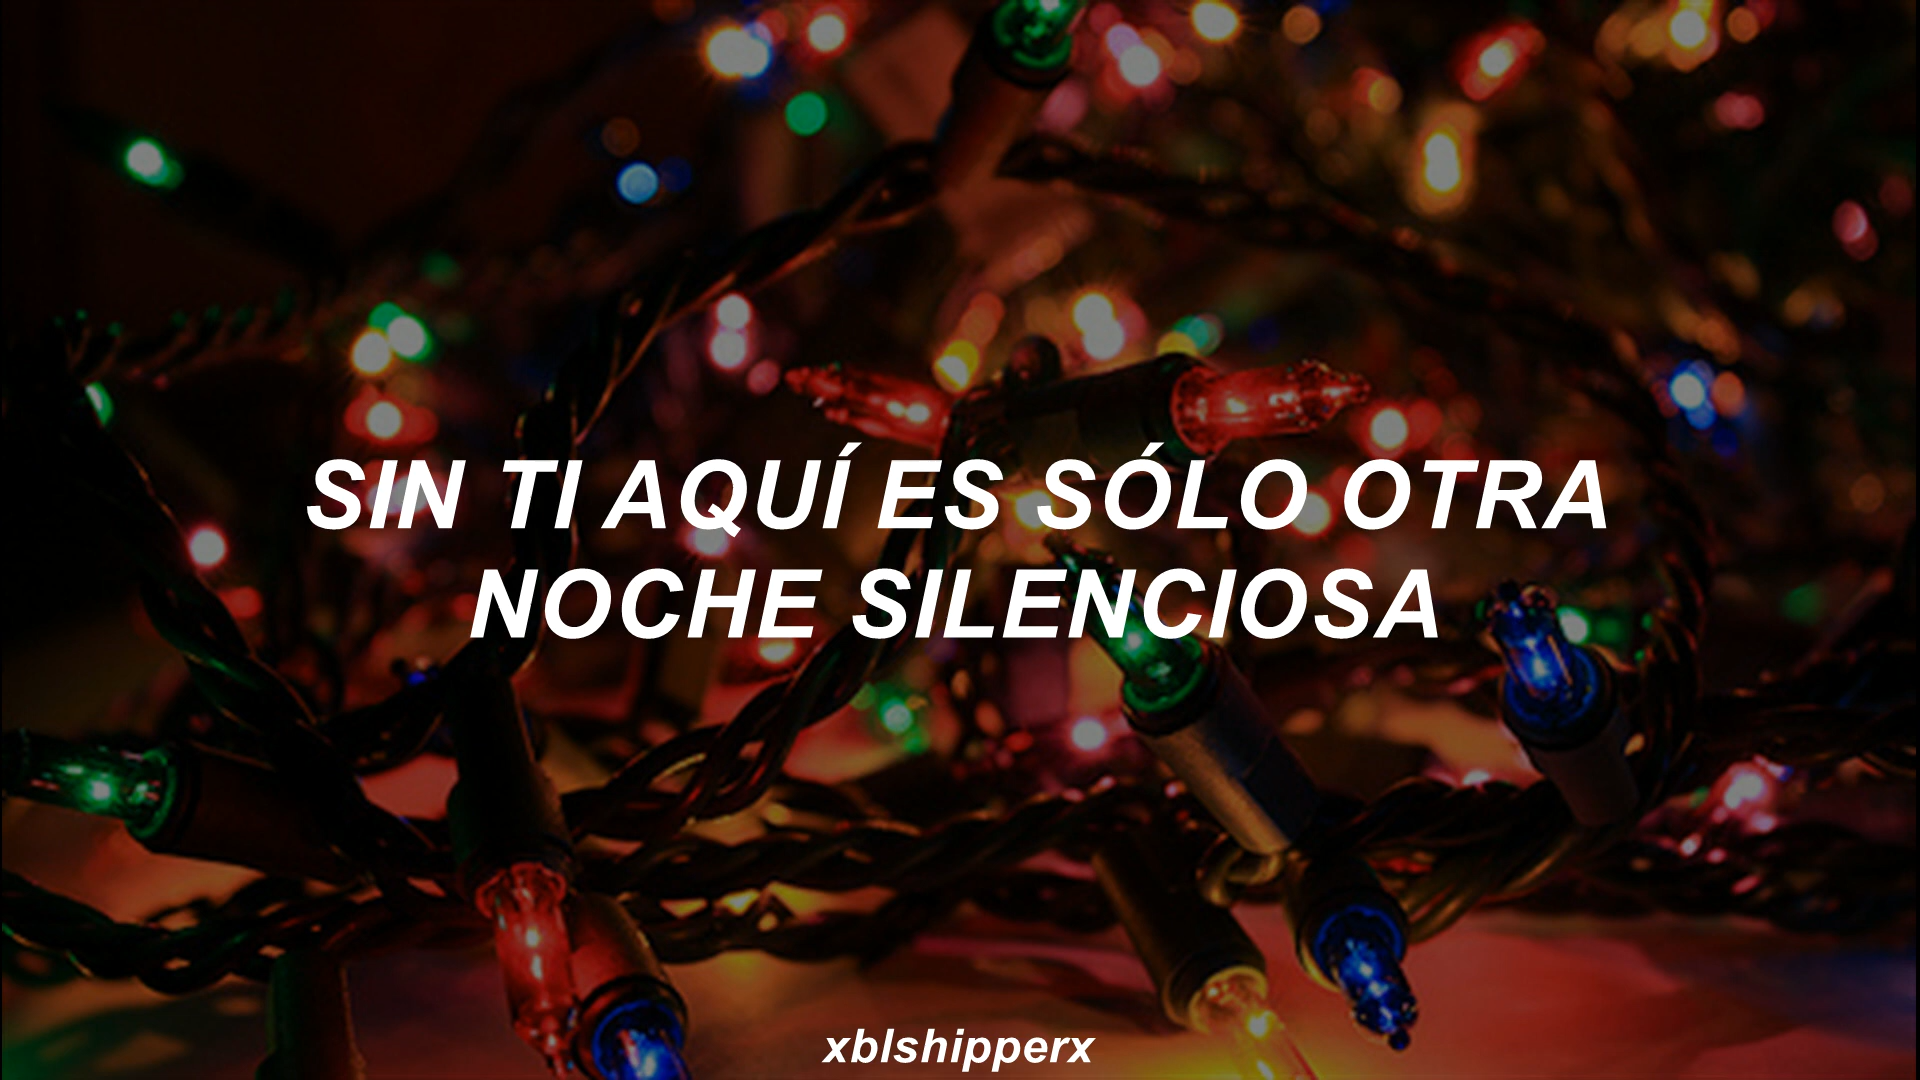 SIN TI AQUÍ ES SÓLO OTRA
NOCHE SILENCIOSA
xblshipperx